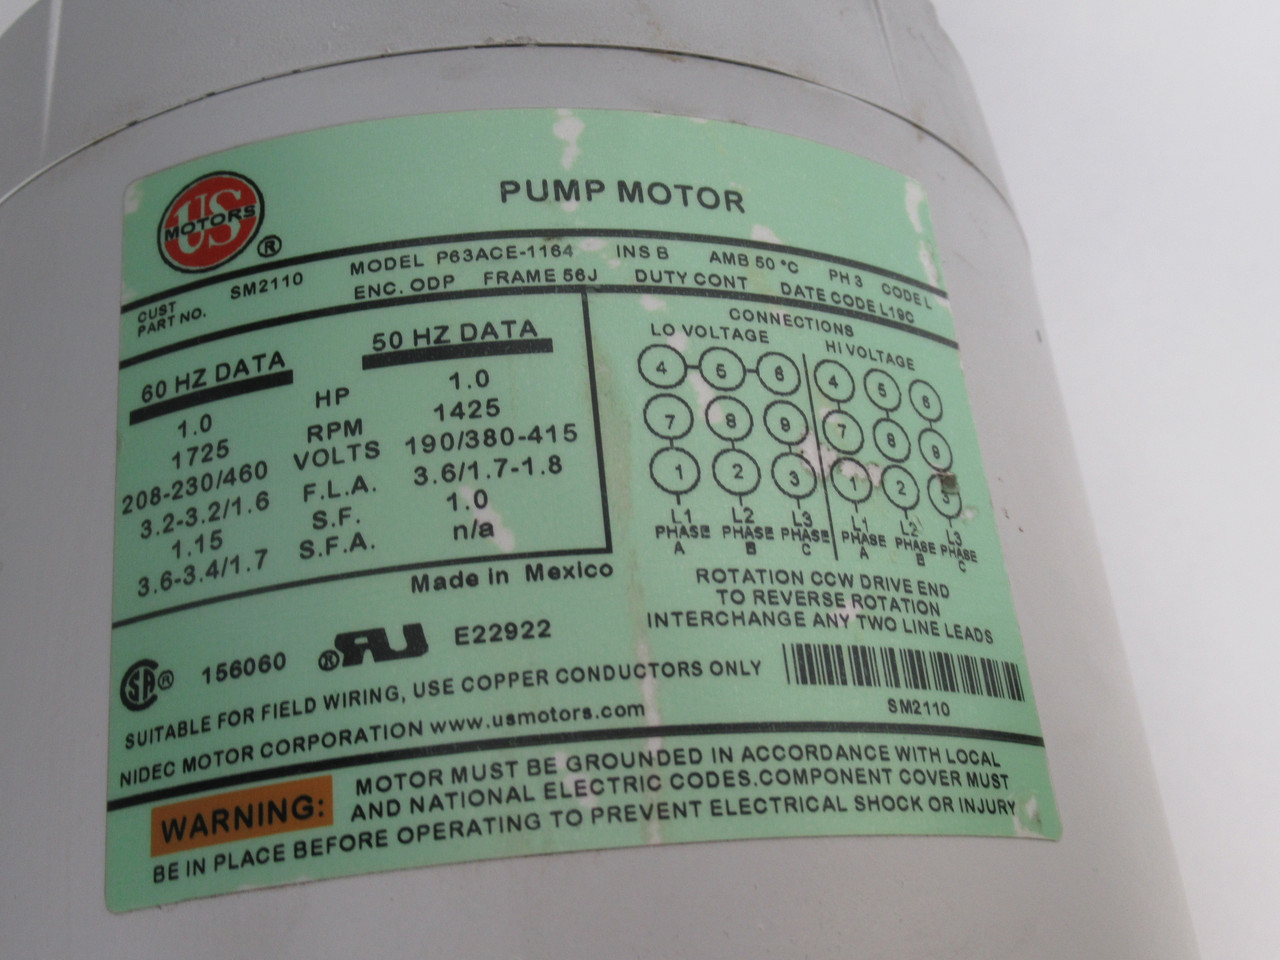 US
MOTORS ®
PUMP MOTOR
CUST
PART NO. SM2110 MODEL P63ACE-1164 INS B AMB 50 °C PH 3 CODE L
ENC. ODP FRAME 56J DUTY CONT DATE CODE L19C
60 HZ DATA 50 HZ DATA
1.0 HP 1.0
1725 RPM 1425
208-230/460 VOLTS 190/380-415
3.2-3.2/1.6 F.L.A. 3.6/1.7-1.8
1.15 S.F. 1.0
3.6-3.4/1.7 S.F.A. n/a
Made in Mexico
CONNECTIONS
LO VOLTAGE HI VOLTAGE
4 5 6 4 5 6
7 8 9 7 8 9
1 2 3 1 2 3
L1 L2 L3 L1 L2 L3
PHASE PHASE PHASE PHASE PHASE PHASE
A B C A B C
ROTATION CCW DRIVE END
TO REVERSE ROTATION
INTERCHANGE ANY TWO LINE LEADS
SA ® 156060 ® RU E22922
SUITABLE FOR FIELD WIRING, USE COPPER CONDUCTORS ONLY
NIDEC MOTOR CORPORATION www.usmotors.com
SM2110
WARNING: MOTOR MUST BE GROUNDED IN ACCORDANCE WITH LOCAL
AND NATIONAL ELECTRIC CODES.COMPONENT COVER MUST
BE IN PLACE BEFORE OPERATING TO PREVENT ELECTRICAL SHOCK OR INJURY